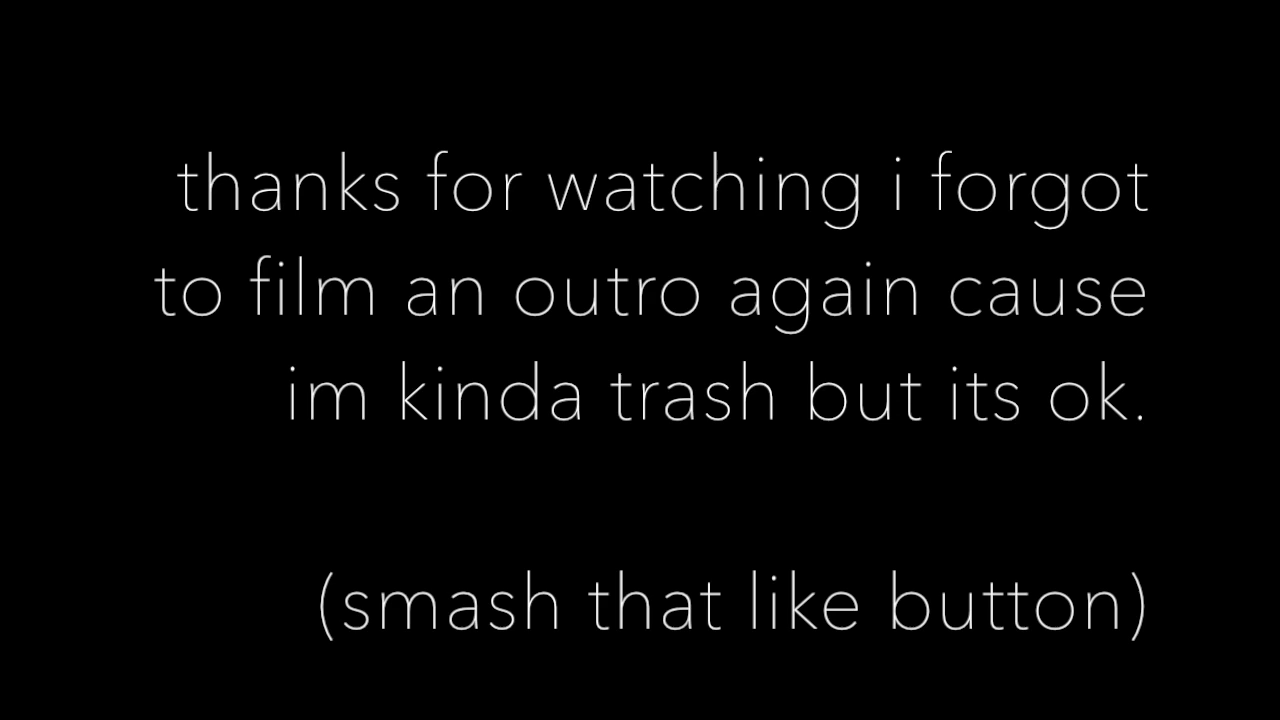 thanks for watching i forgot
to film an outro again cause
im kinda trash but its ok.
(smash that like button)